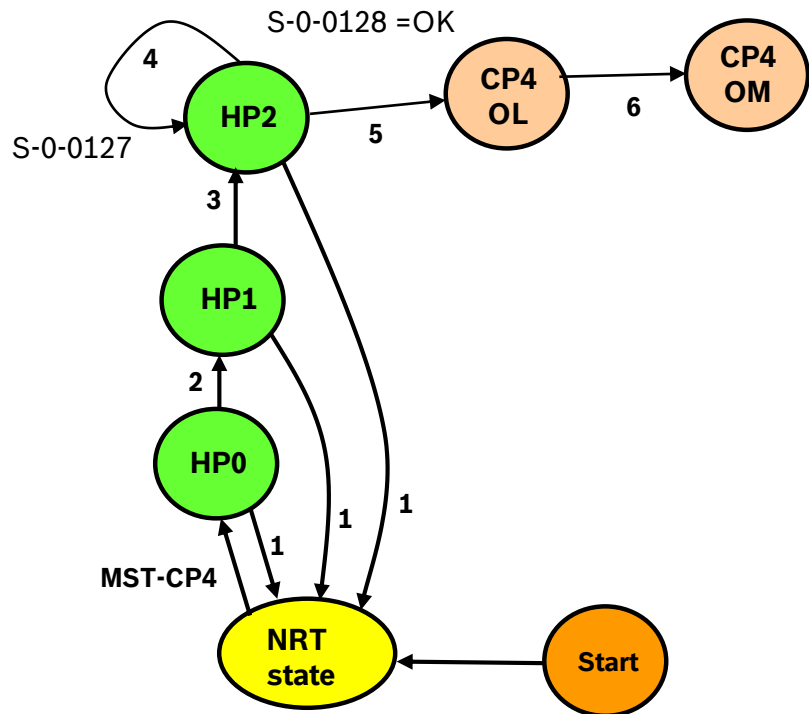 S-0-0128 =OK
4
HP2
CP4
OL
CP4
OM
5
6
S-0-0127
3
HP1
2
HP0
1
1
1
MST-CP4
NRT
state
Start